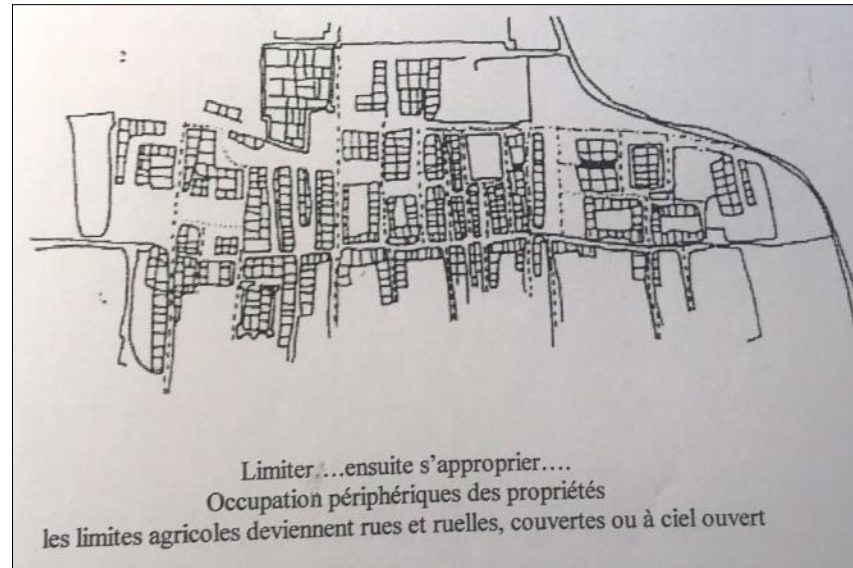 Limiter....ensuite s'approprier....
Occupation périphériques des propriétés
les limites agricoles deviennent rues et ruelles, couvertes ou à ciel ouvert